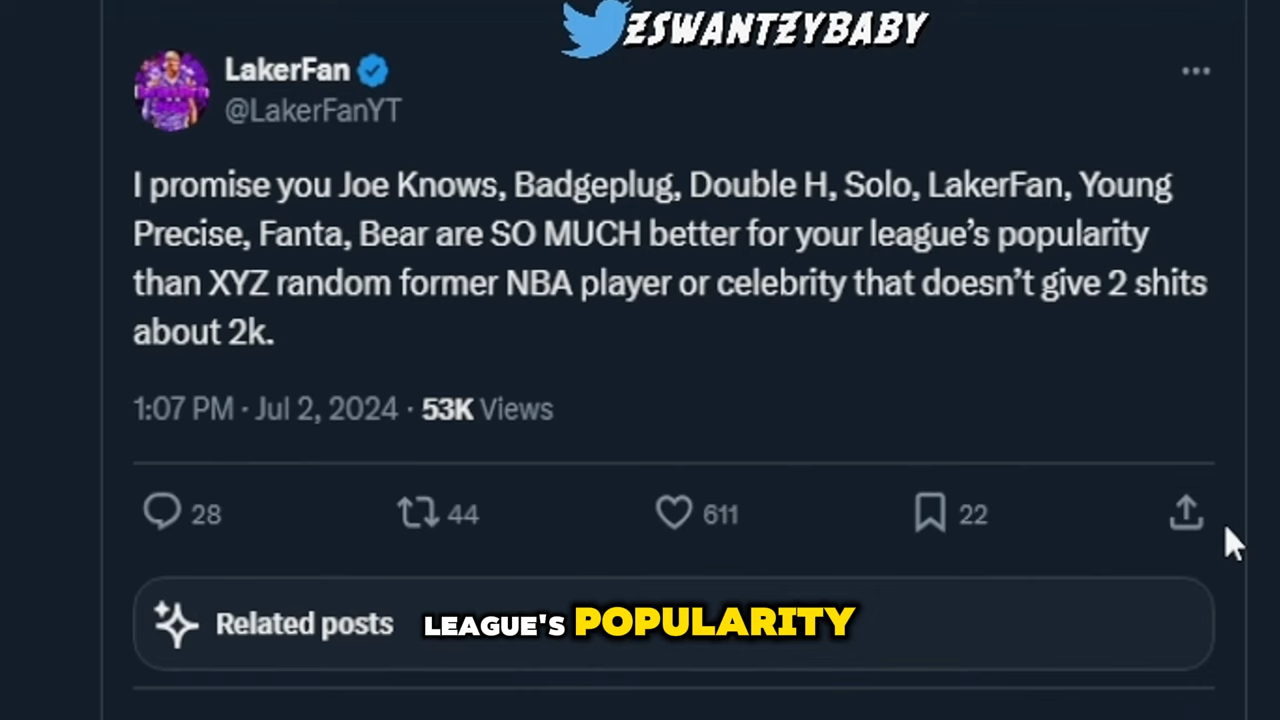 ZSWANTZYBABY
LakerFan
@LakerFanYT
I promise you Joe Knows, Badgeplug, Double H, Solo, LakerFan, Young
Precise, Fanta, Bear are SO MUCH better for your league’s popularity
than XYZ random former NBA player or celebrity that doesn’t give 2 shits
about 2k.
1:07 PM · Jul 2, 2024 · 53K Views
28 44 611 22
Related posts
LEAGUE'S POPULARITY